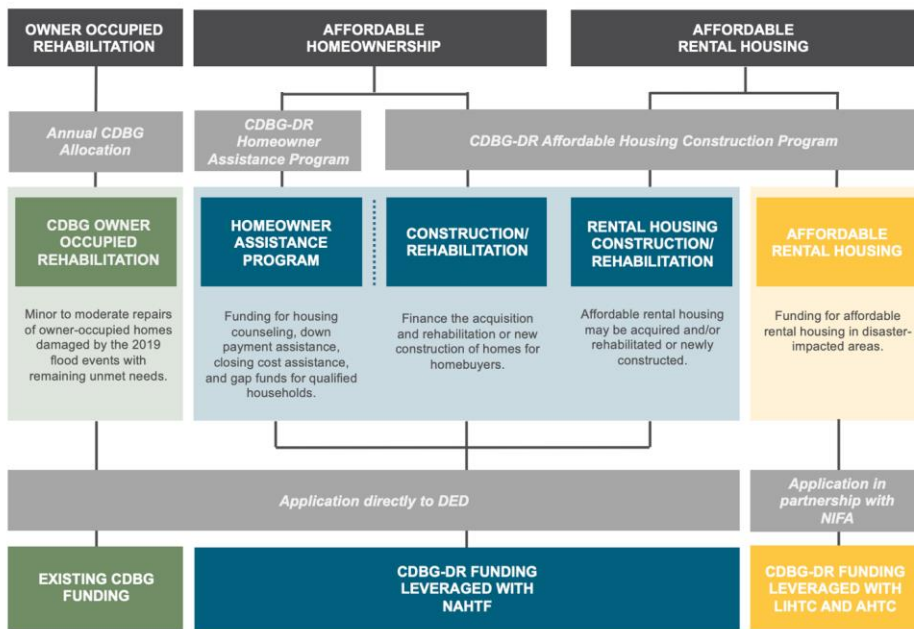 OWNER OCCUPIED
REHABILITATION
AFFORDABLE
HOMEOWNERSHIP
AFFORDABLE
RENTAL HOUSING
Annual CDBG
Allocation
CDBG-DR
Homeowner
Assistance Program
CDBG-DR Affordable Housing Construction Program
CDBG OWNER
OCCUPIED
REHABILITATION
Minor to moderate repairs
of owner-occupied homes
damaged by the 2019
flood events with
remaining unmet needs.
HOMEOWNER
ASSISTANCE
PROGRAM
Funding for housing
counseling, down
payment assistance,
closing cost assistance,
and gap funds for qualified
households.
CONSTRUCTION/
REHABILITATION
Finance the acquisition
and rehabilitation or new
construction of homes for
homebuyers.
RENTAL HOUSING
CONSTRUCTION/
REHABILITATION
Affordable rental housing
may be acquired and/or
rehabilitated or newly
constructed.
AFFORDABLE
RENTAL HOUSING
Funding for affordable
rental housing in disaster-
impacted areas.
Application directly to DED
Application in
partnership with
NIFA
EXISTING CDBG
FUNDING
CDBG-DR FUNDING
LEVERAGED WITH
NAHTF
CDBG-DR FUNDING
LEVERAGED WITH
LIHTC AND AHTC